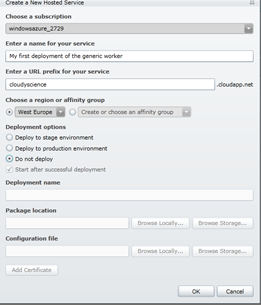 Create a New Hosted Service
Choose a subscription
windowsazure_2729
Enter a name for your service
My first deployment of the generic worker
Enter a URL prefix for your service
cloudyscience .cloudapp.net
Choose a region or affinity group
West Europe Create or choose an affinity group
Deployment options
Deploy to stage environment
Deploy to production environment
Do not deploy
Start after successful deployment
Deployment name
Package location
Browse Locally... Browse Storage...
Configuration file
Browse Locally... Browse Storage...
Add Certificate
OK Cancel